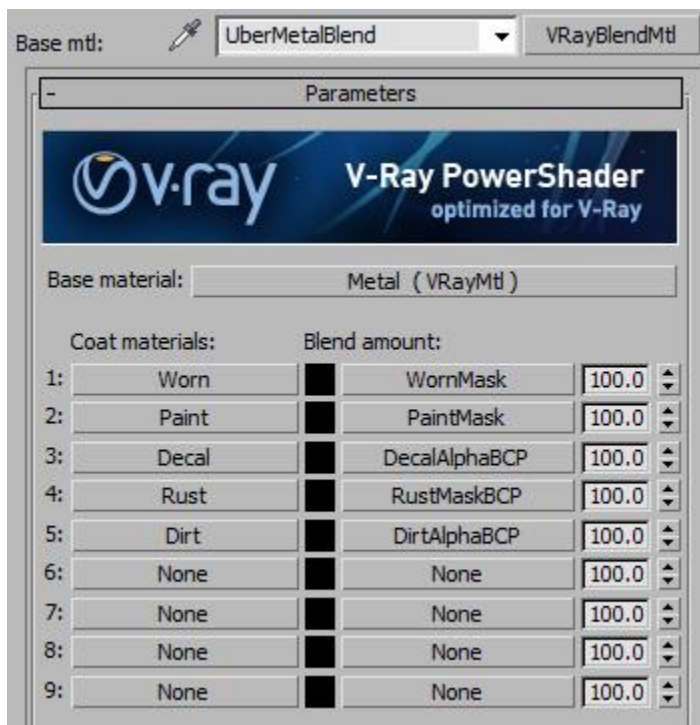 Base mtl: UberMetalBlend VRayBlendMtl
- Parameters
v·ray V-Ray PowerShader
optimized for V-Ray
Base material: Metal ( VRayMtl )
Coat materials: Blend amount:
1: Worn WornMask 100.0
2: Paint PaintMask 100.0
3: Decal DecalAlphaBCP 100.0
4: Rust RustMaskBCP 100.0
5: Dirt DirtAlphaBCP 100.0
6: None None 100.0
7: None None 100.0
8: None None 100.0
9: None None 100.0